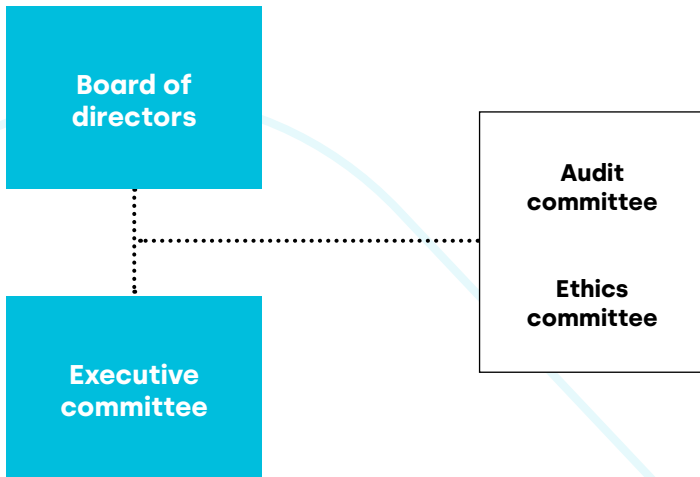 Board of
directors
Audit
committee
Ethics
committee
Executive
committee